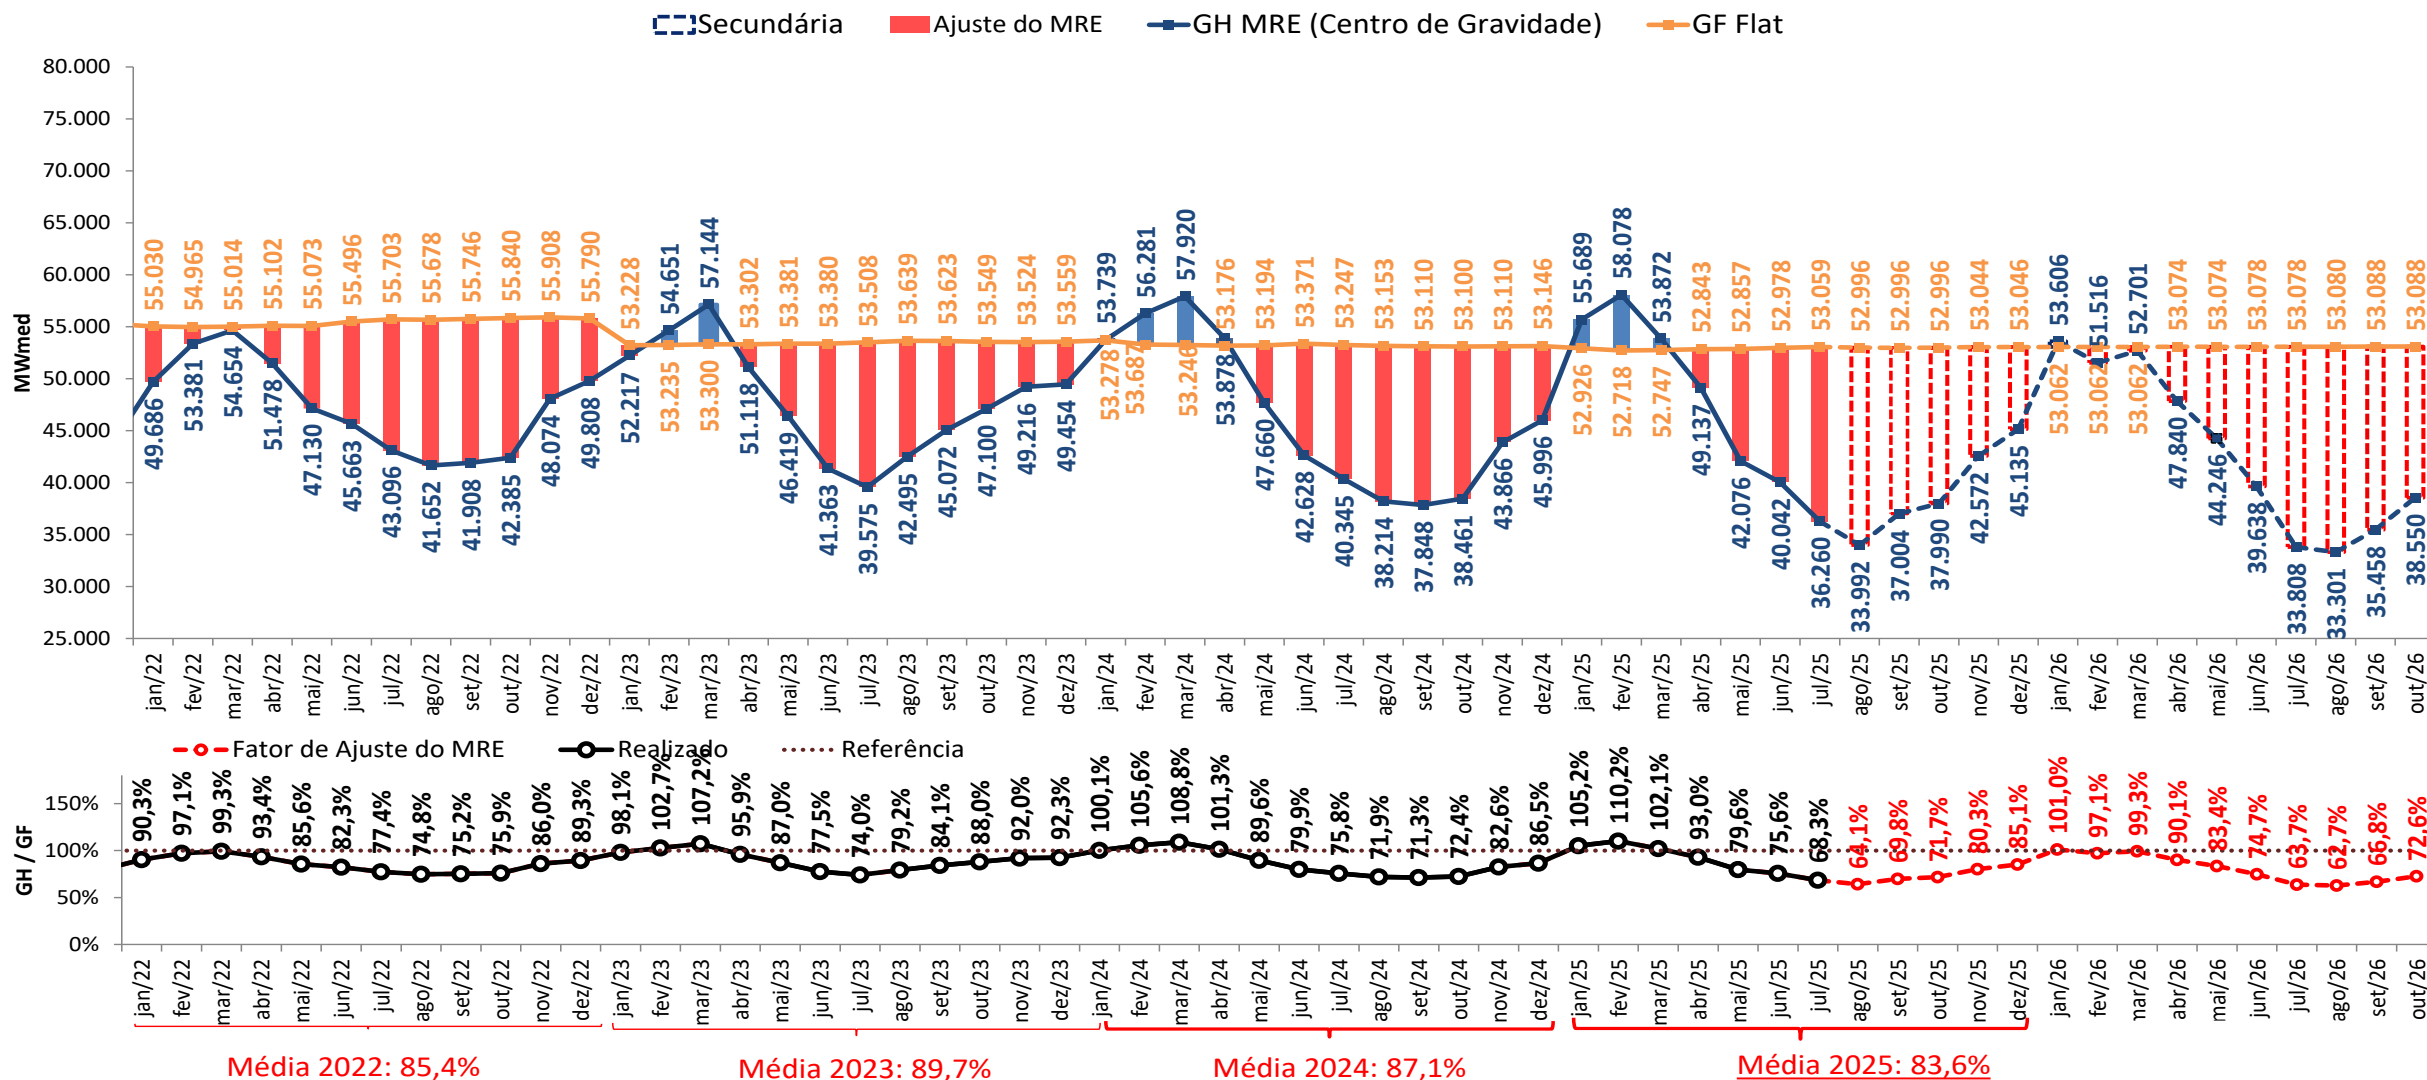 Secundária Ajuste do MRE GH MRE (Centro de Gravidade) GF Flat
MWmed
80.000
75.000
70.000
65.000
60.000
55.000
50.000
45.000
40.000
35.000
30.000
25.000
55.030 54.965 55.014 55.102 55.073 55.496 55.703 55.678 55.746 55.840 55.908 55.790 53.228 53.235 53.300 53.302 53.381 53.380 53.508 53.639 53.623 53.549 53.524 53.559 53.278 53.687 53.246 53.176 53.194 53.371 53.247 53.153 53.110 53.100 53.110 53.146 52.926 52.718 52.747 52.843 52.857 52.978 53.059 52.996 52.996 52.996 53.044 53.046 53.062 53.062 53.062 53.074 53.074 53.078 53.078 53.080 53.088 53.088
49.686 53.381 54.654 51.478 47.130 45.663 43.096 41.652 41.908 42.385 48.074 49.808 52.217 54.651 57.144 51.118 46.419 41.363 39.575 42.495 45.072 47.100 49.216 49.454 53.739 56.281 57.920 53.878 47.660 42.628 40.345 38.214 37.848 38.461 43.866 45.996 55.689 58.078 53.872 49.137 42.076 40.042 36.260 33.992 37.004 37.990 42.572 45.135 53.606 51.516 52.701 47.840 44.246 39.638 33.808 33.301 35.458 38.550
jan/22 fev/22 mar/22 abr/22 mai/22 jun/22 jul/22 ago/22 set/22 out/22 nov/22 dez/22 jan/23 fev/23 mar/23 abr/23 mai/23 jun/23 jul/23 ago/23 set/23 out/23 nov/23 dez/23 jan/24 fev/24 mar/24 abr/24 mai/24 jun/24 jul/24 ago/24 set/24 out/24 nov/24 dez/24 jan/25 fev/25 mar/25 abr/25 mai/25 jun/25 jul/25 ago/25 set/25 out/25 nov/25 dez/25 jan/26 fev/26 mar/26 abr/26 mai/26 jun/26 jul/26 ago/26 set/26 out/26
Fator de Ajuste do MRE Realizado Referência
GH / GF
150%
100%
50%
0%
90,3% 97,1% 99,3% 93,4% 85,6% 82,3% 77,4% 74,8% 75,2% 75,9% 86,0% 89,3% 98,1% 102,7% 107,2% 95,9% 87,0% 77,5% 74,0% 79,2% 84,1% 88,0% 92,0% 92,3% 100,1% 105,6% 108,8% 101,3% 89,6% 79,9% 75,8% 71,9% 71,3% 72,4% 82,6% 86,5% 105,2% 110,2% 102,1% 93,0% 79,6% 75,6% 68,3% 64,1% 69,8% 71,7% 80,3% 85,1% 101,0% 97,1% 99,3% 90,1% 83,4% 74,7% 63,7% 62,7% 66,8% 72,6%
jan/22 fev/22 mar/22 abr/22 mai/22 jun/22 jul/22 ago/22 set/22 out/22 nov/22 dez/22 jan/23 fev/23 mar/23 abr/23 mai/23 jun/23 jul/23 ago/23 set/23 out/23 nov/23 dez/23 jan/24 fev/24 mar/24 abr/24 mai/24 jun/24 jul/24 ago/24 set/24 out/24 nov/24 dez/24 jan/25 fev/25 mar/25 abr/25 mai/25 jun/25 jul/25 ago/25 set/25 out/25 nov/25 dez/25 jan/26 fev/26 mar/26 abr/26 mai/26 jun/26 jul/26 ago/26 set/26 out/26
Média 2022: 85,4% Média 2023: 89,7% Média 2024: 87,1% Média 2025: 83,6%